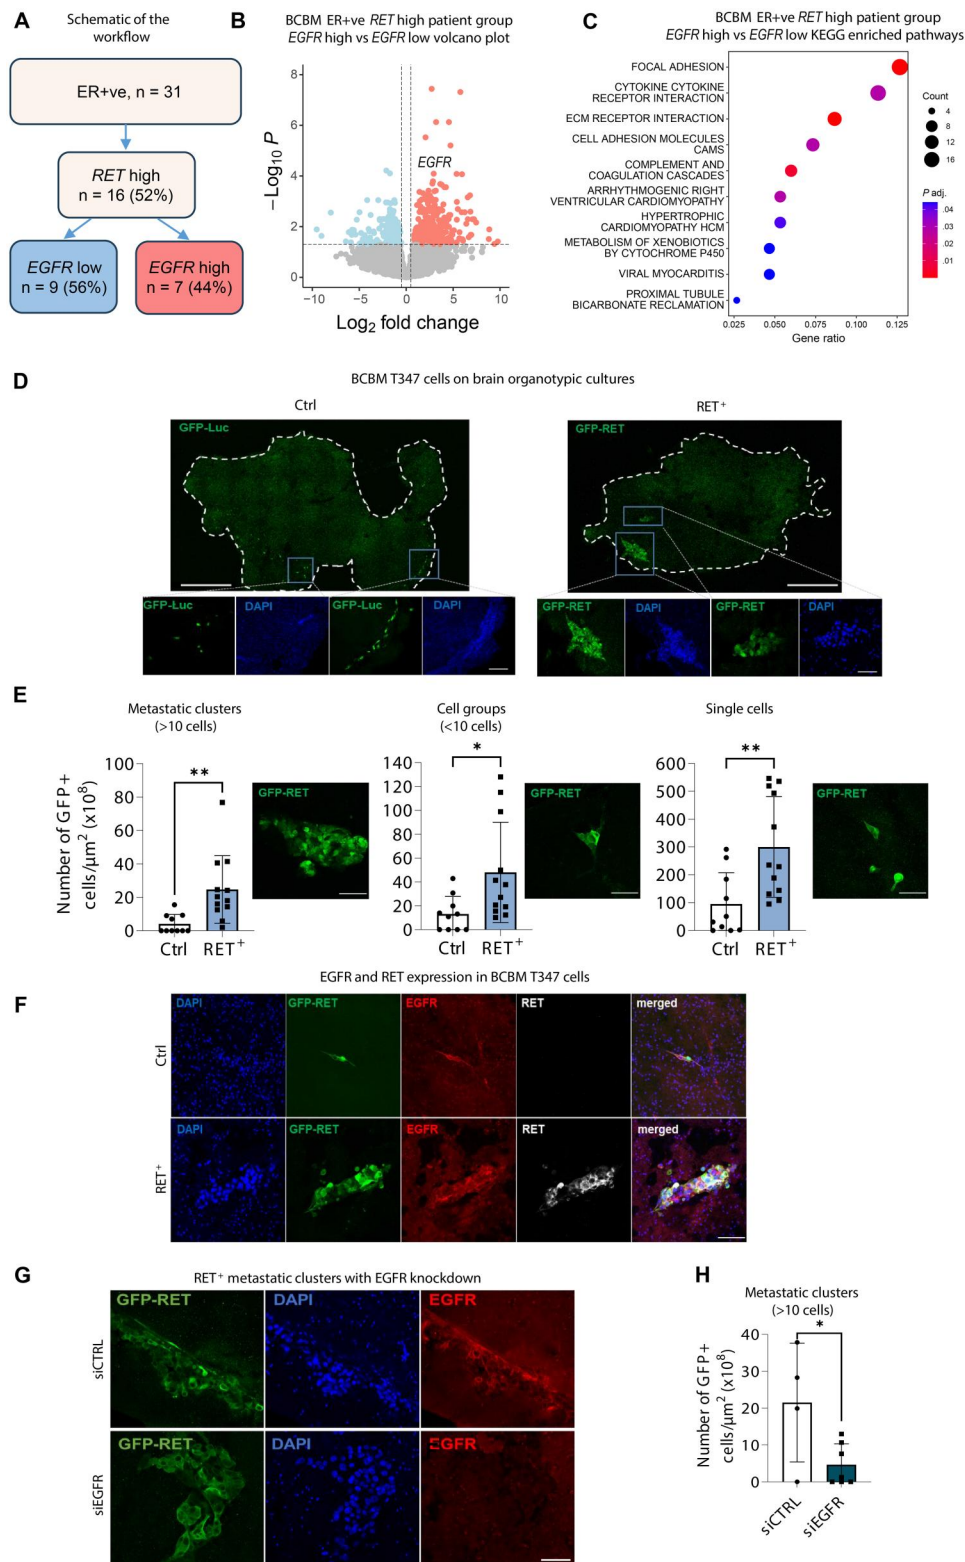 A
Schematic of the
workflow
ER+ve, n = 31
RET high
n = 16 (52%)
EGFR low
n = 9 (56%)
EGFR high
n = 7 (44%)
B
BCBM ER+ve RET high patient group
EGFR high vs EGFR low volcano plot
−Log10 P
8
6
4
2
0
EGFR
−10
−5
0
5
10
Log2 fold change
C
BCBM ER+ve RET high patient group
EGFR high vs EGFR low KEGG enriched pathways
FOCAL ADHESION
CYTOKINE CYTOKINE
RECEPTOR INTERACTION
ECM RECEPTOR INTERACTION
CELL ADHESION MOLECULES
CAMS
COMPLEMENT AND
COAGULATION CASCADES
ARRHYTHMOGENIC RIGHT
VENTRICULAR CARDIOMYOPATHY
HYPERTROPHIC
CARDIOMYOPATHY HCM
METABOLISM OF XENOBIOTICS
BY CYTOCHROME P450
VIRAL MYOCARDITIS
PROXIMAL TUBULE
BICARBONATE RECLAMATION
0.025
0.050
0.075
0.100
0.125
Gene ratio
Count
4
8
12
16
P adj.
.04
.03
.02
.01
D
BCBM T347 cells on brain organotypic cultures
Ctrl
RET+
GFP-Luc
GFP-RET
GFP-Luc
DAPI
GFP-Luc
DAPI
GFP-RET
DAPI
GFP-RET
DAPI
E
Metastatic clusters
(>10 cells)
Number of GFP+
cells/μm2 (x108)
100
80
60
40
20
0
**
Ctrl
RET+
GFP-RET
Cell groups
(<10 cells)
140
120
100
80
60
40
20
0
*
Ctrl
RET+
GFP-RET
Single cells
600
500
400
300
200
100
0
**
Ctrl
RET+
GFP-RET
F
EGFR and RET expression in BCBM T347 cells
Ctrl
DAPI
GFP-RET
EGFR
RET
merged
RET+
DAPI
GFP-RET
EGFR
RET
merged
G
RET+ metastatic clusters with EGFR knockdown
siCTRL
GFP-RET
DAPI
EGFR
siEGFR
GFP-RET
DAPI
EGFR
H
Metastatic clusters
(>10 cells)
Number of GFP+
cells/μm2 (x108)
40
30
20
10
0
*
siCTRL
siEGFR